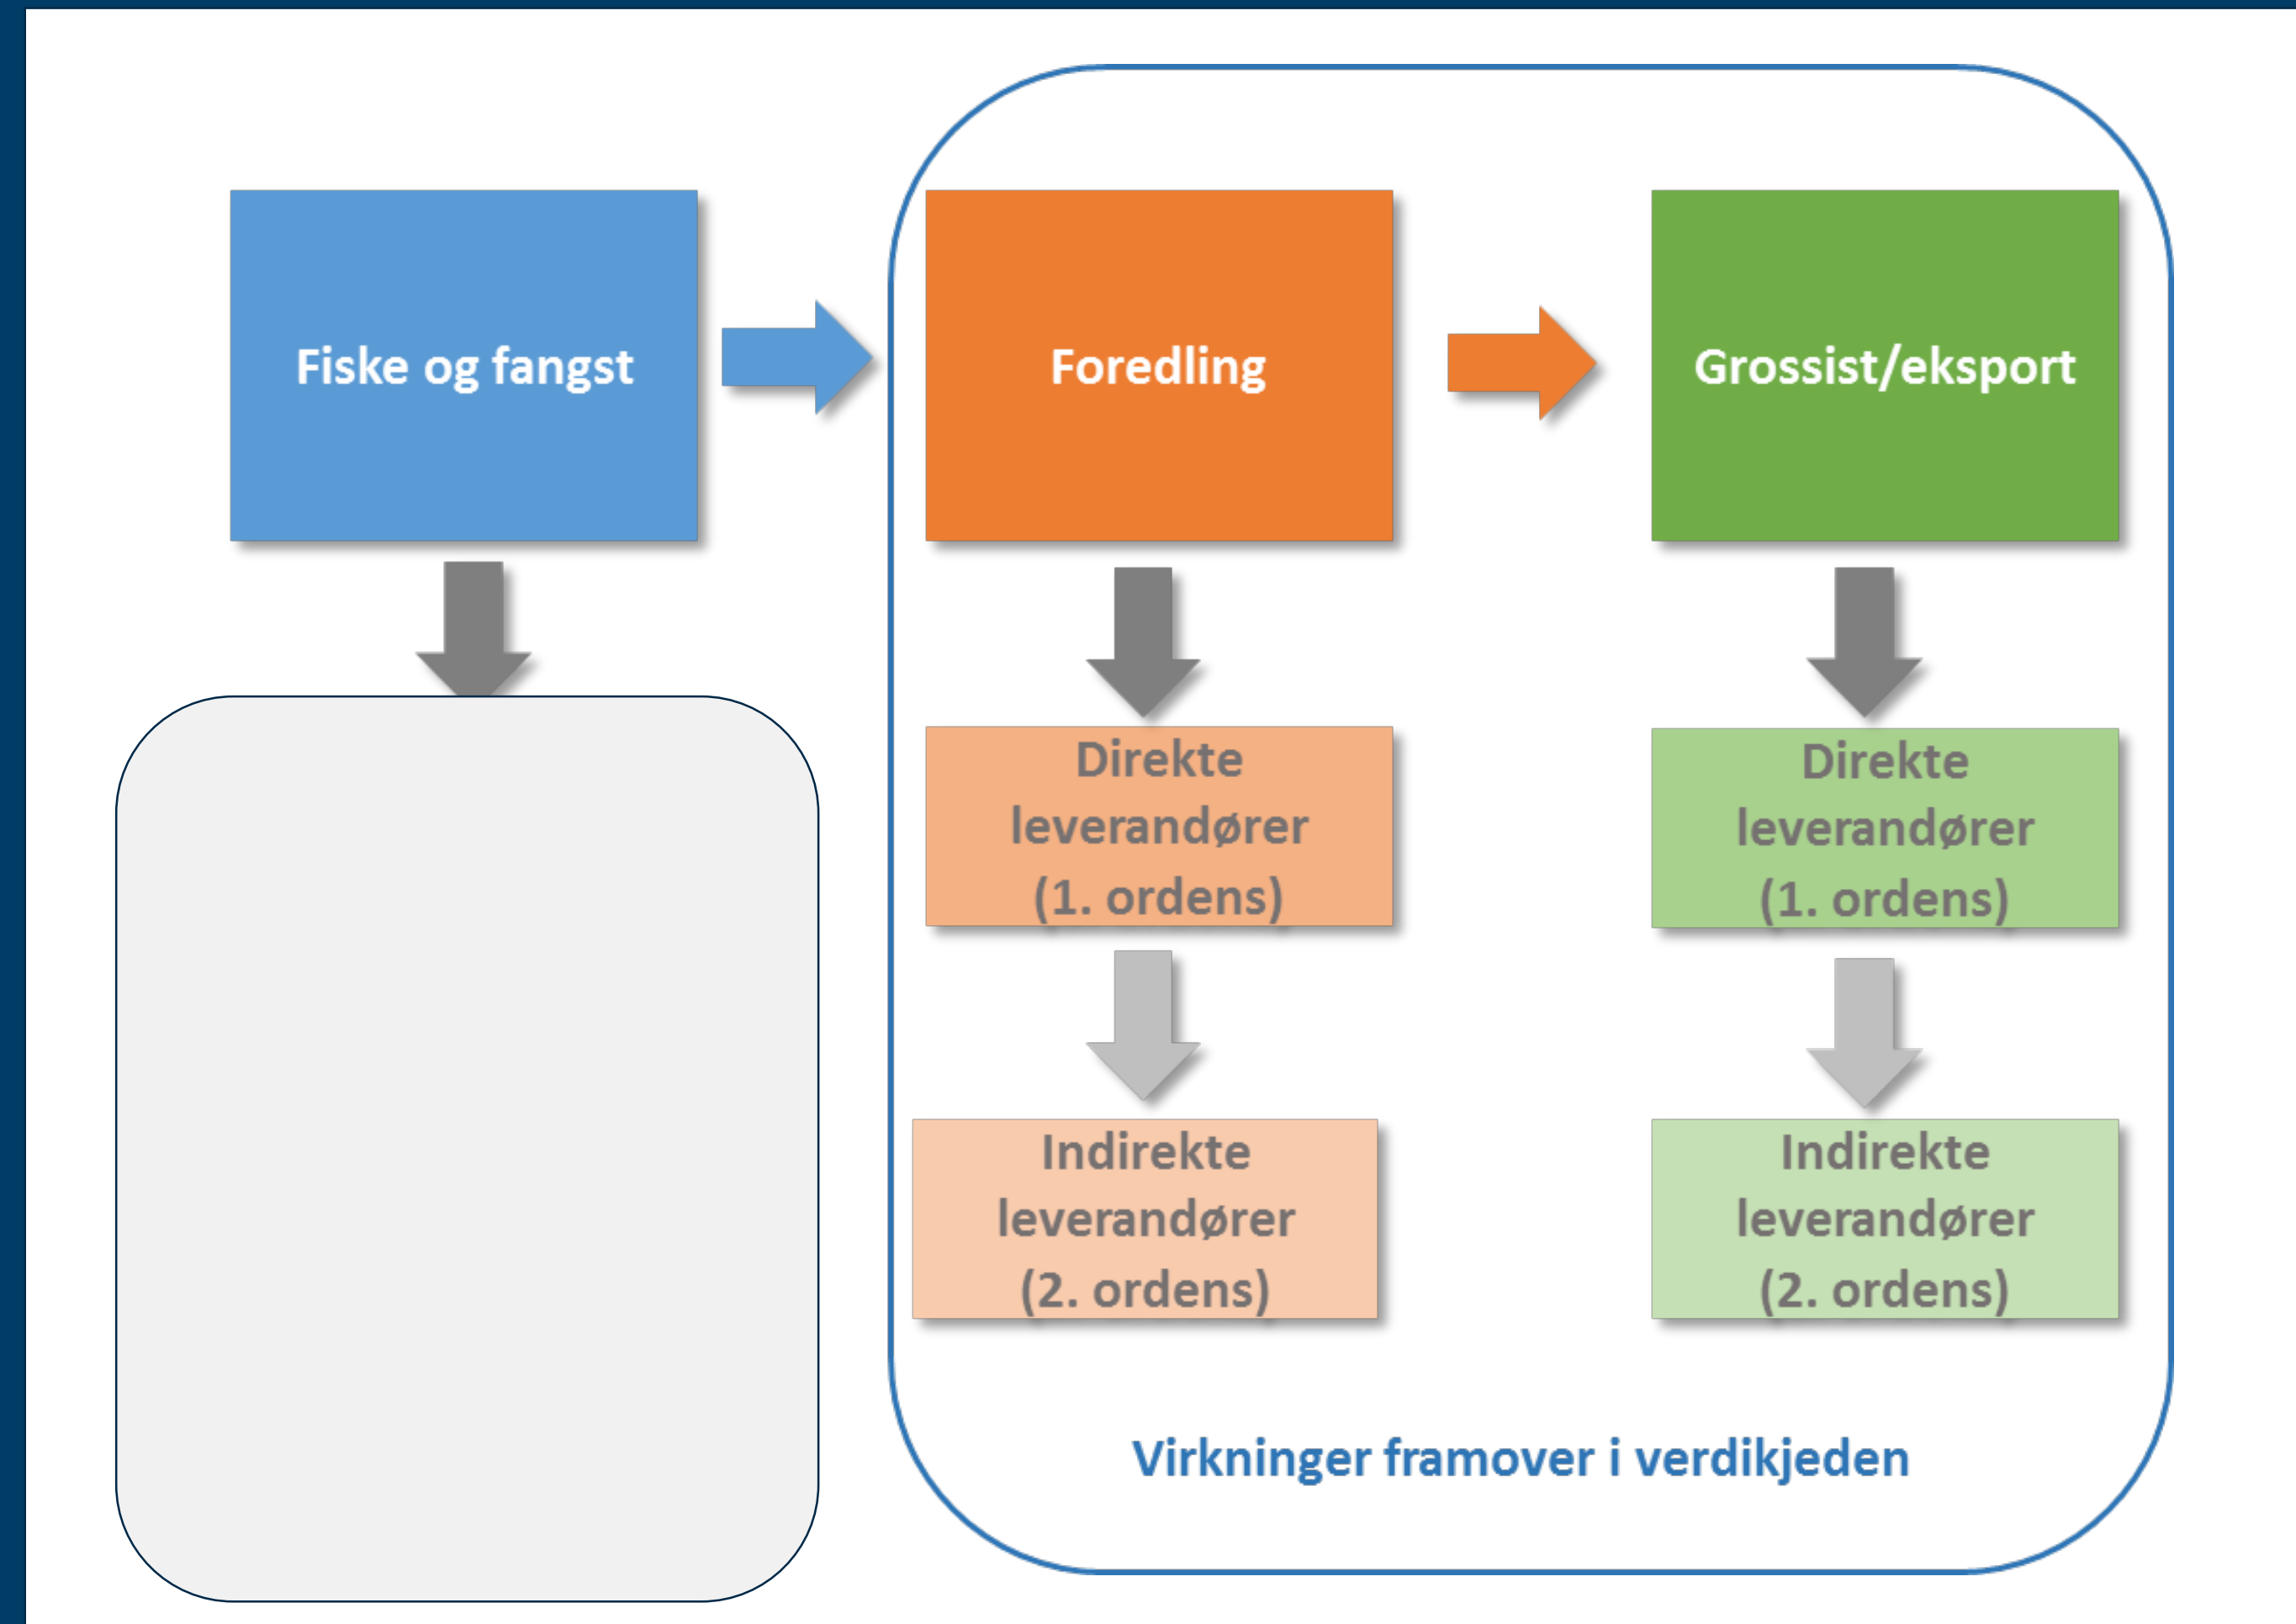 Fiske og fangst
Foredling
Grossist/eksport
Direkte
leverandører
(1. ordens)
Direkte
leverandører
(1. ordens)
Indirekte
leverandører
(2. ordens)
Indirekte
leverandører
(2. ordens)
Virkninger framover i verdikjeden